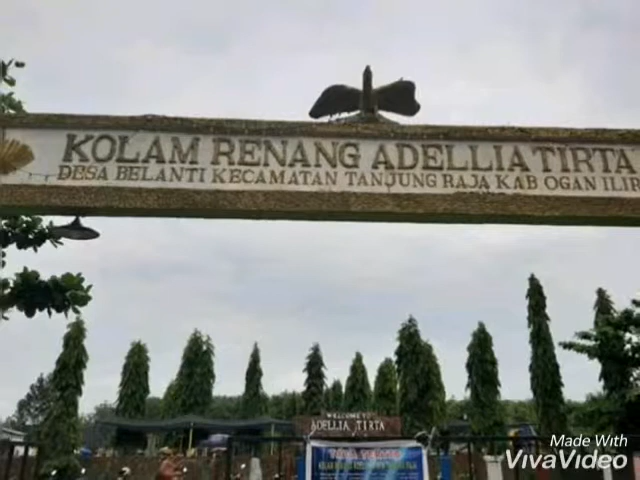 KOLAM RENANG ADELLIA TIRTA
DESA BELANTI KECAMATAN TANJUNG RAJA KAB OGAN ILIR
WELCOME TO
ADELLIA TIRTA
Made With
VivaVideo